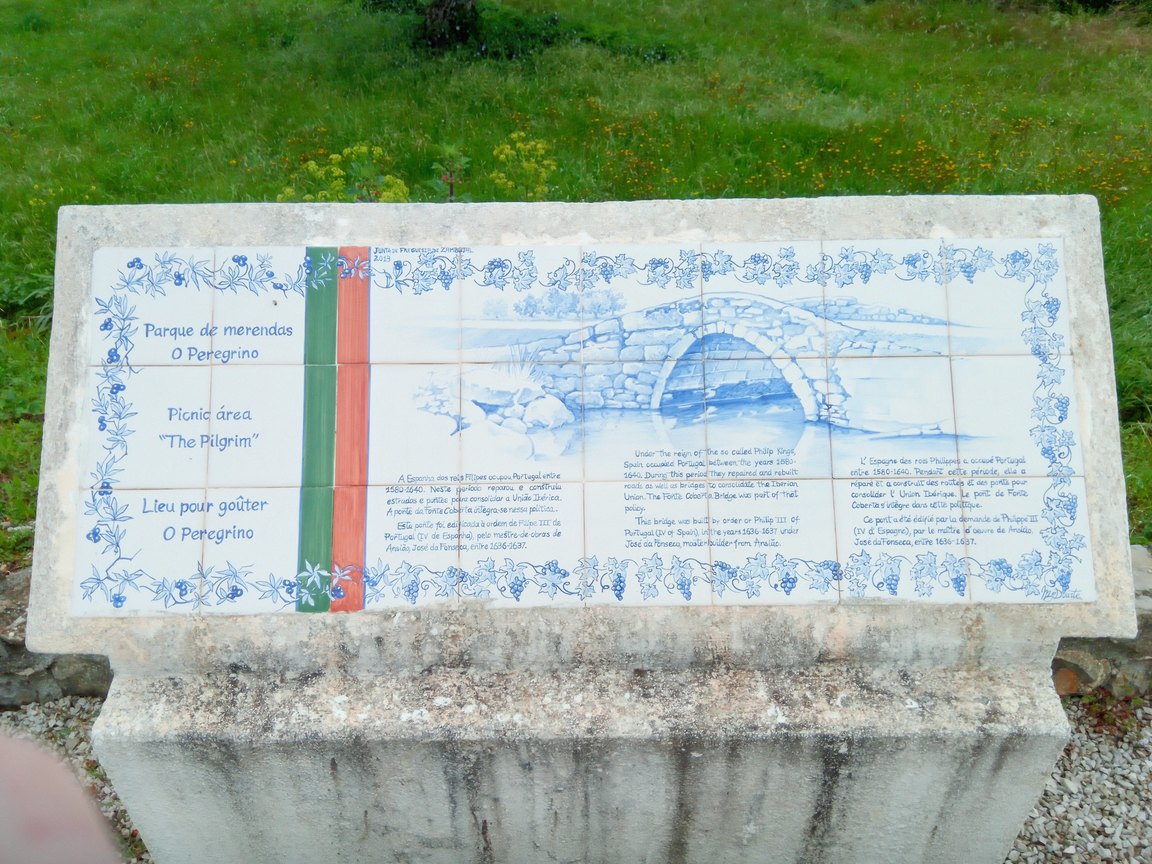 JUNTA DE FREGUESIA DE ZAMBUJAL
2013
Parque de merendas
O Peregrino
Picnic área
"The Pilgrim"
Lieu pour goûter
O Peregrino
A Espanha dos reis Filipes ocupou Portugal entre
1580-1640. Neste período reparou e construiu
estradas e pontes para consolidar a União Ibérica.
A ponte da Fonte Coberta integra-se nessa política.
Esta ponte foi edificada à ordem de Filipe III de
Portugal (IV de Espanha), pelo mestre-de-obras de
Ansião, José da Fonseca, entre 1636-1637.
Under the reign of the so called Philip Kings,
Spain occupied Portugal between the years 1580-
1640. During this period they repaired and rebuilt
roads as well as bridges to consolidate the Iberian
Union. The Fonte Coberta Bridge was part of that
policy.
This bridge was built by order or Philip III of
Portugal (IV of Spain), in the years 1636-1637 under
José da Fonseca, master builder from Ansião.
L'Espagne des rois Philippes a occupé Portugal
entre 1580-1640. Pendant cette période, elle a
réparé et a construit des routes et des ponts pour
consolider L'Union Ibérique. Le pont de Fonte
Coberta s'intègre dans cette politique.
Ce pont a été édifié par la demande de Philippe III
(IV d'Espagne), par le maître d'oeuvre de Ansião,
José da Fonseca, entre 1636-1637.